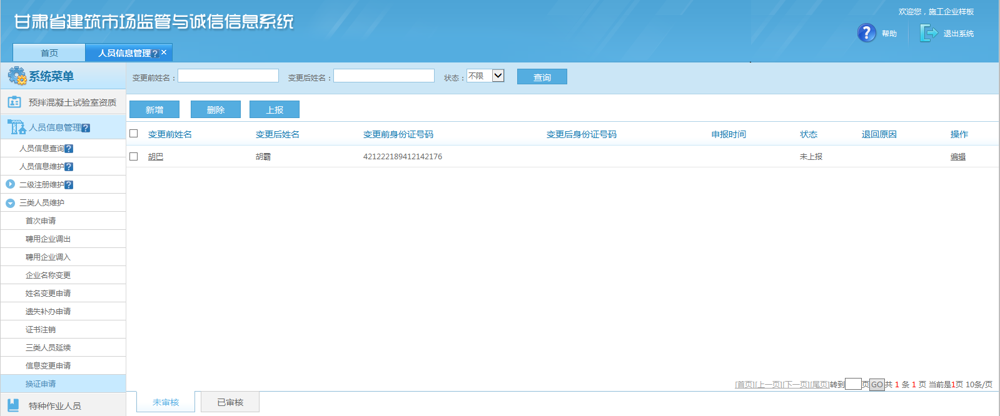 甘肃省建筑市场监管与诚信信息系统
欢迎您，施工企业样板
? 帮助
退出系统
首页
人员信息管理? ×
系统菜单
变更前姓名：
变更后姓名：
状态：
不限
查询
预拌混凝土试验室资质
人员信息管理?
人员信息查询?
人员信息维护?
二级注册维护?
三类人员维护
首次申请
聘用企业调出
聘用企业调入
企业名称变更
姓名变更申请
遗失补办申请
证书注销
三类人员延续
信息变更申请
换证申请
特种作业人员
新增 删除 上报
变更前姓名 变更后姓名 变更前身份证号码 变更后身份证号码 申报时间 状态 退回原因 操作
胡巴 胡霸 421222189412142176 未上报 编辑
[首页][上一页][下一页][尾页]转到 页GO共 1 条 1 页 当前是1页 10条/页
未审核 已审核